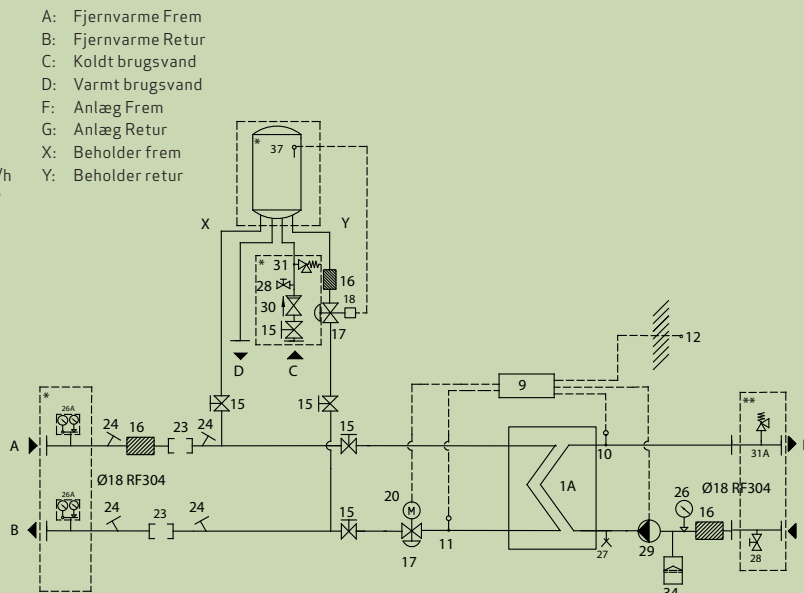 A: Fjernvarme Frem
B: Fjernvarme Retur
C: Koldt brugsvand
D: Varmt brugsvand
F: Anlæg Frem
G: Anlæg Retur
X: Beholder frem
/h Y: Beholder retur
*
37
X
Y
*
31
16
28
18
30
15
17
12
D
C
9
15
15
*
**
26A
24
16
23
24
15
A
10
31A
1A
Ø18 RF304
26A
24
23
24
15
20
M
26
Ø18 RF304
16
B
11
17
27
29
28
34